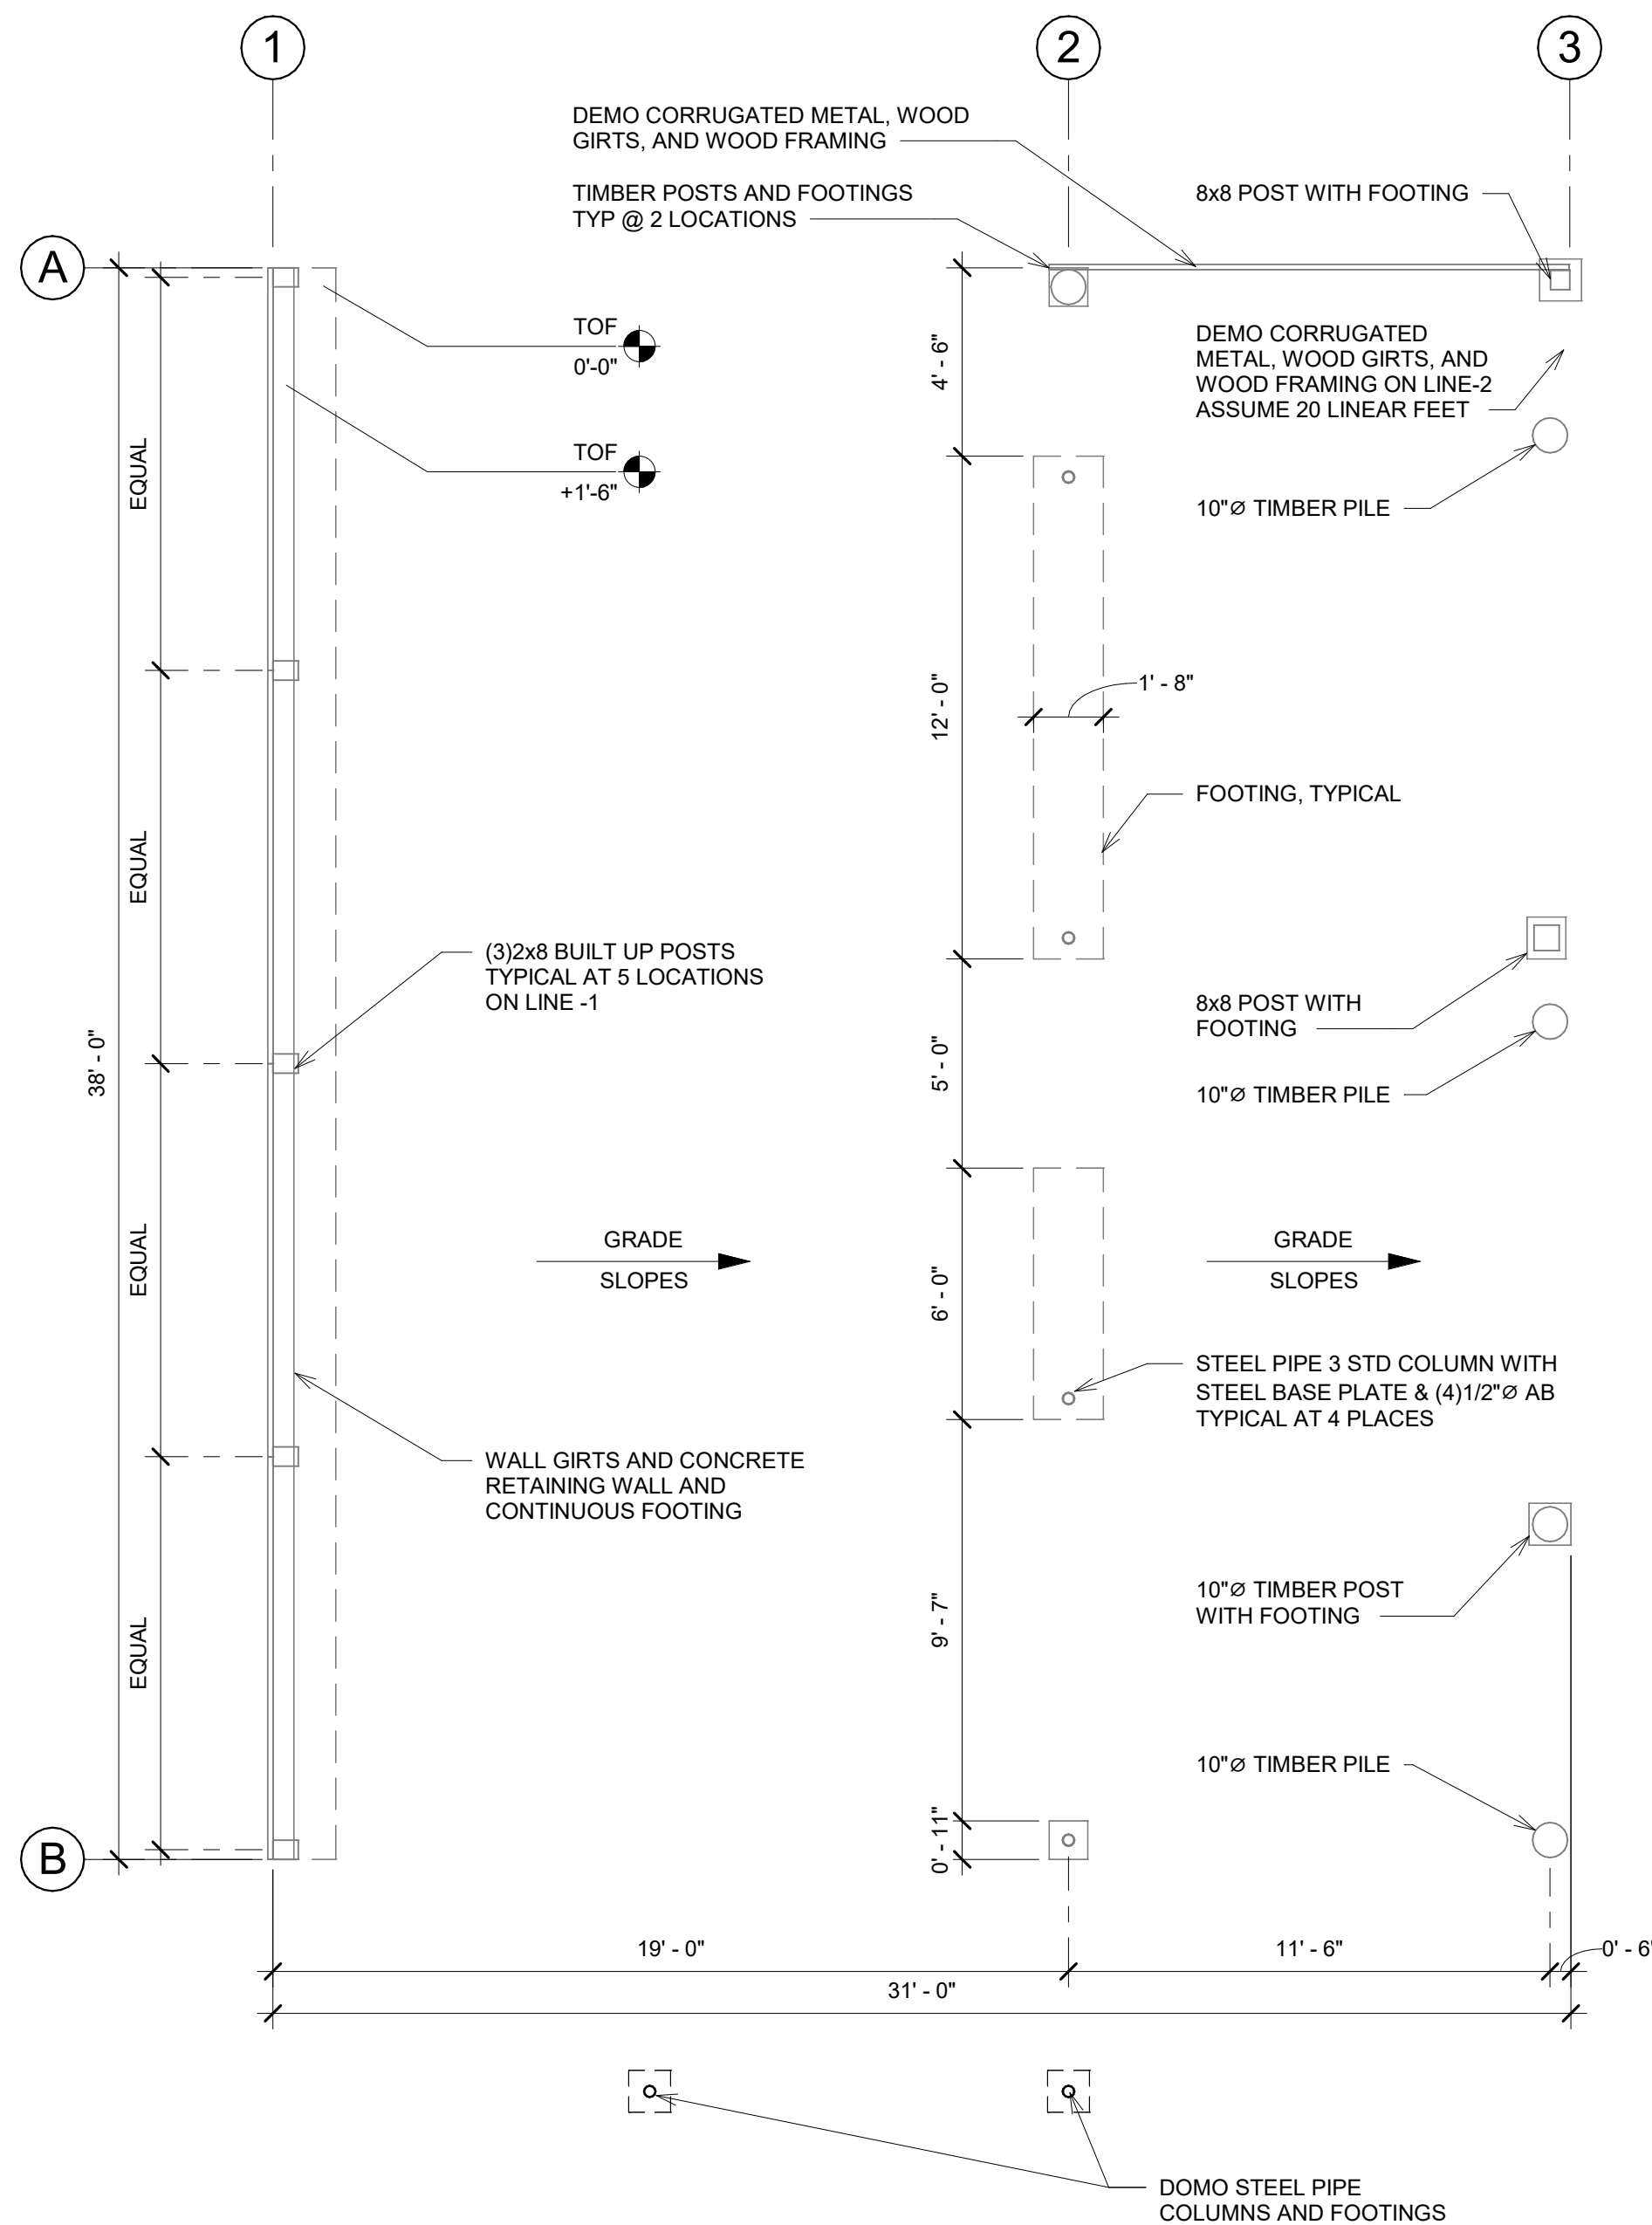 1
2
3
DEMO CORRUGATED METAL, WOOD
GIRTS, AND WOOD FRAMING
TIMBER POSTS AND FOOTINGS
TYP @ 2 LOCATIONS
8x8 POST WITH FOOTING
A
TOF
0'-0"
DEMO CORRUGATED
METAL, WOOD GIRTS, AND
WOOD FRAMING ON LINE-2
ASSUME 20 LINEAR FEET
4' - 6"
EQUAL
TOF
+1'-6"
10"Ø TIMBER PILE
12' - 0"
1' - 8"
FOOTING, TYPICAL
EQUAL
(3)2x8 BUILT UP POSTS
TYPICAL AT 5 LOCATIONS
ON LINE -1
8x8 POST WITH
FOOTING
38' - 0"
5' - 0"
10"Ø TIMBER PILE
EQUAL
GRADE
SLOPES
6' - 0"
GRADE
SLOPES
STEEL PIPE 3 STD COLUMN WITH
STEEL BASE PLATE & (4)1/2"Ø AB
TYPICAL AT 4 PLACES
WALL GIRTS AND CONCRETE
RETAINING WALL AND
CONTINUOUS FOOTING
10"Ø TIMBER POST
WITH FOOTING
9' - 7"
EQUAL
10"Ø TIMBER PILE
0' - 11"
B
19' - 0"
11' - 6"
0' - 6"
31' - 0"
DOMO STEEL PIPE
COLUMNS AND FOOTINGS